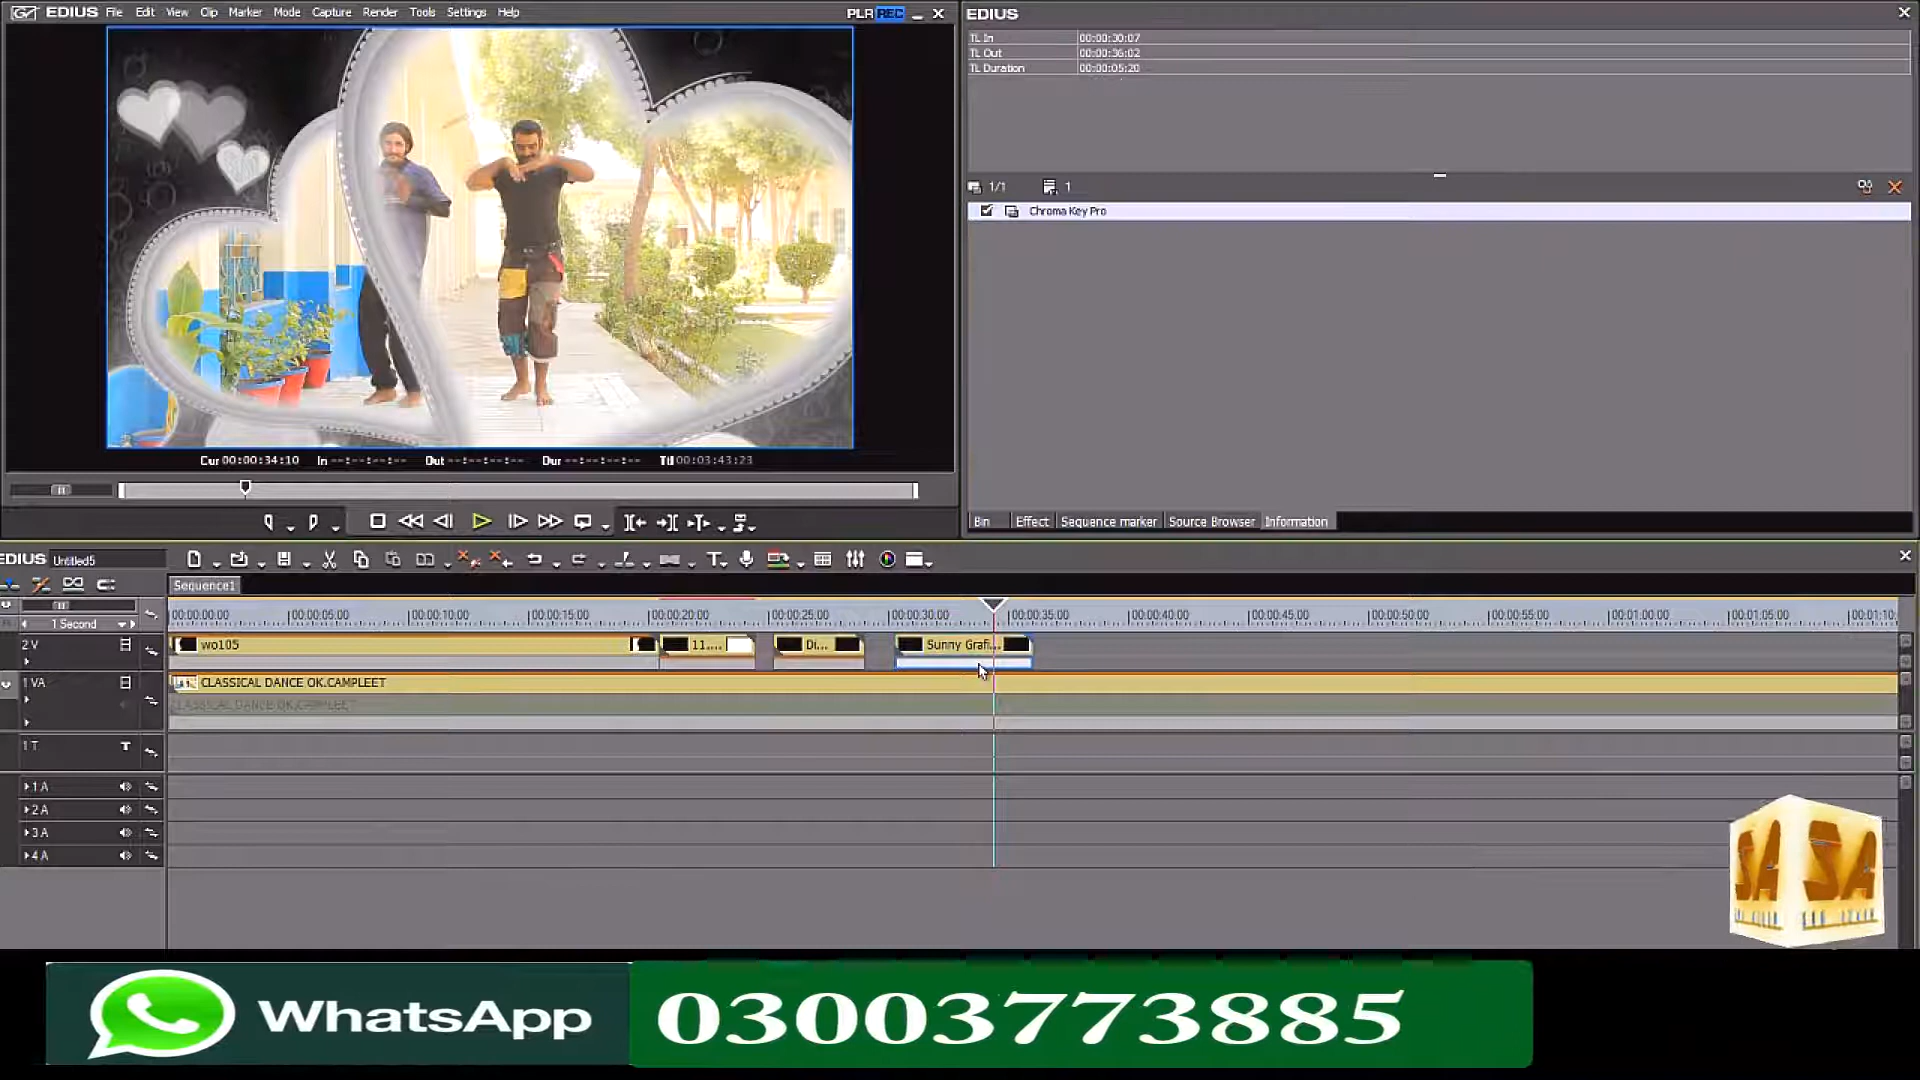 EDIUS File Edit View Clip Marker Mode Capture Render Tools Settings Help
PLR REC
Cur 00:00:34:10 In --:--:--:-- Out --:--:--:-- Dur --:--:--:-- Ttl 00:03:43:23
EDIUS
TL In 00:00:30:07
TL Out 00:00:36:02
TL Duration 00:00:05:20
1/1 1
Chroma Key Pro
Bin Effect Sequence marker Source Browser Information
EDIUS Untitled5
Sequence1
1 Second
00:00:00:00 00:00:05:00 00:00:10:00 00:00:15:00 00:00:20:00 00:00:25:00 00:00:30:00 00:00:35:00 00:00:40:00 00:00:45:00 00:00:50:00 00:00:55:00 00:01:00:00 00:01:05:00 00:01:10:
2 V wo105 11.... Di... Sunny Grafi...
1 VA CLASSICAL DANCE OK.CAMPLEET
CLASSICAL DANCE OK.CAMPLEET
1 T T
1 A
2 A
3 A
4 A
SA SA
WhatsApp 03003773885